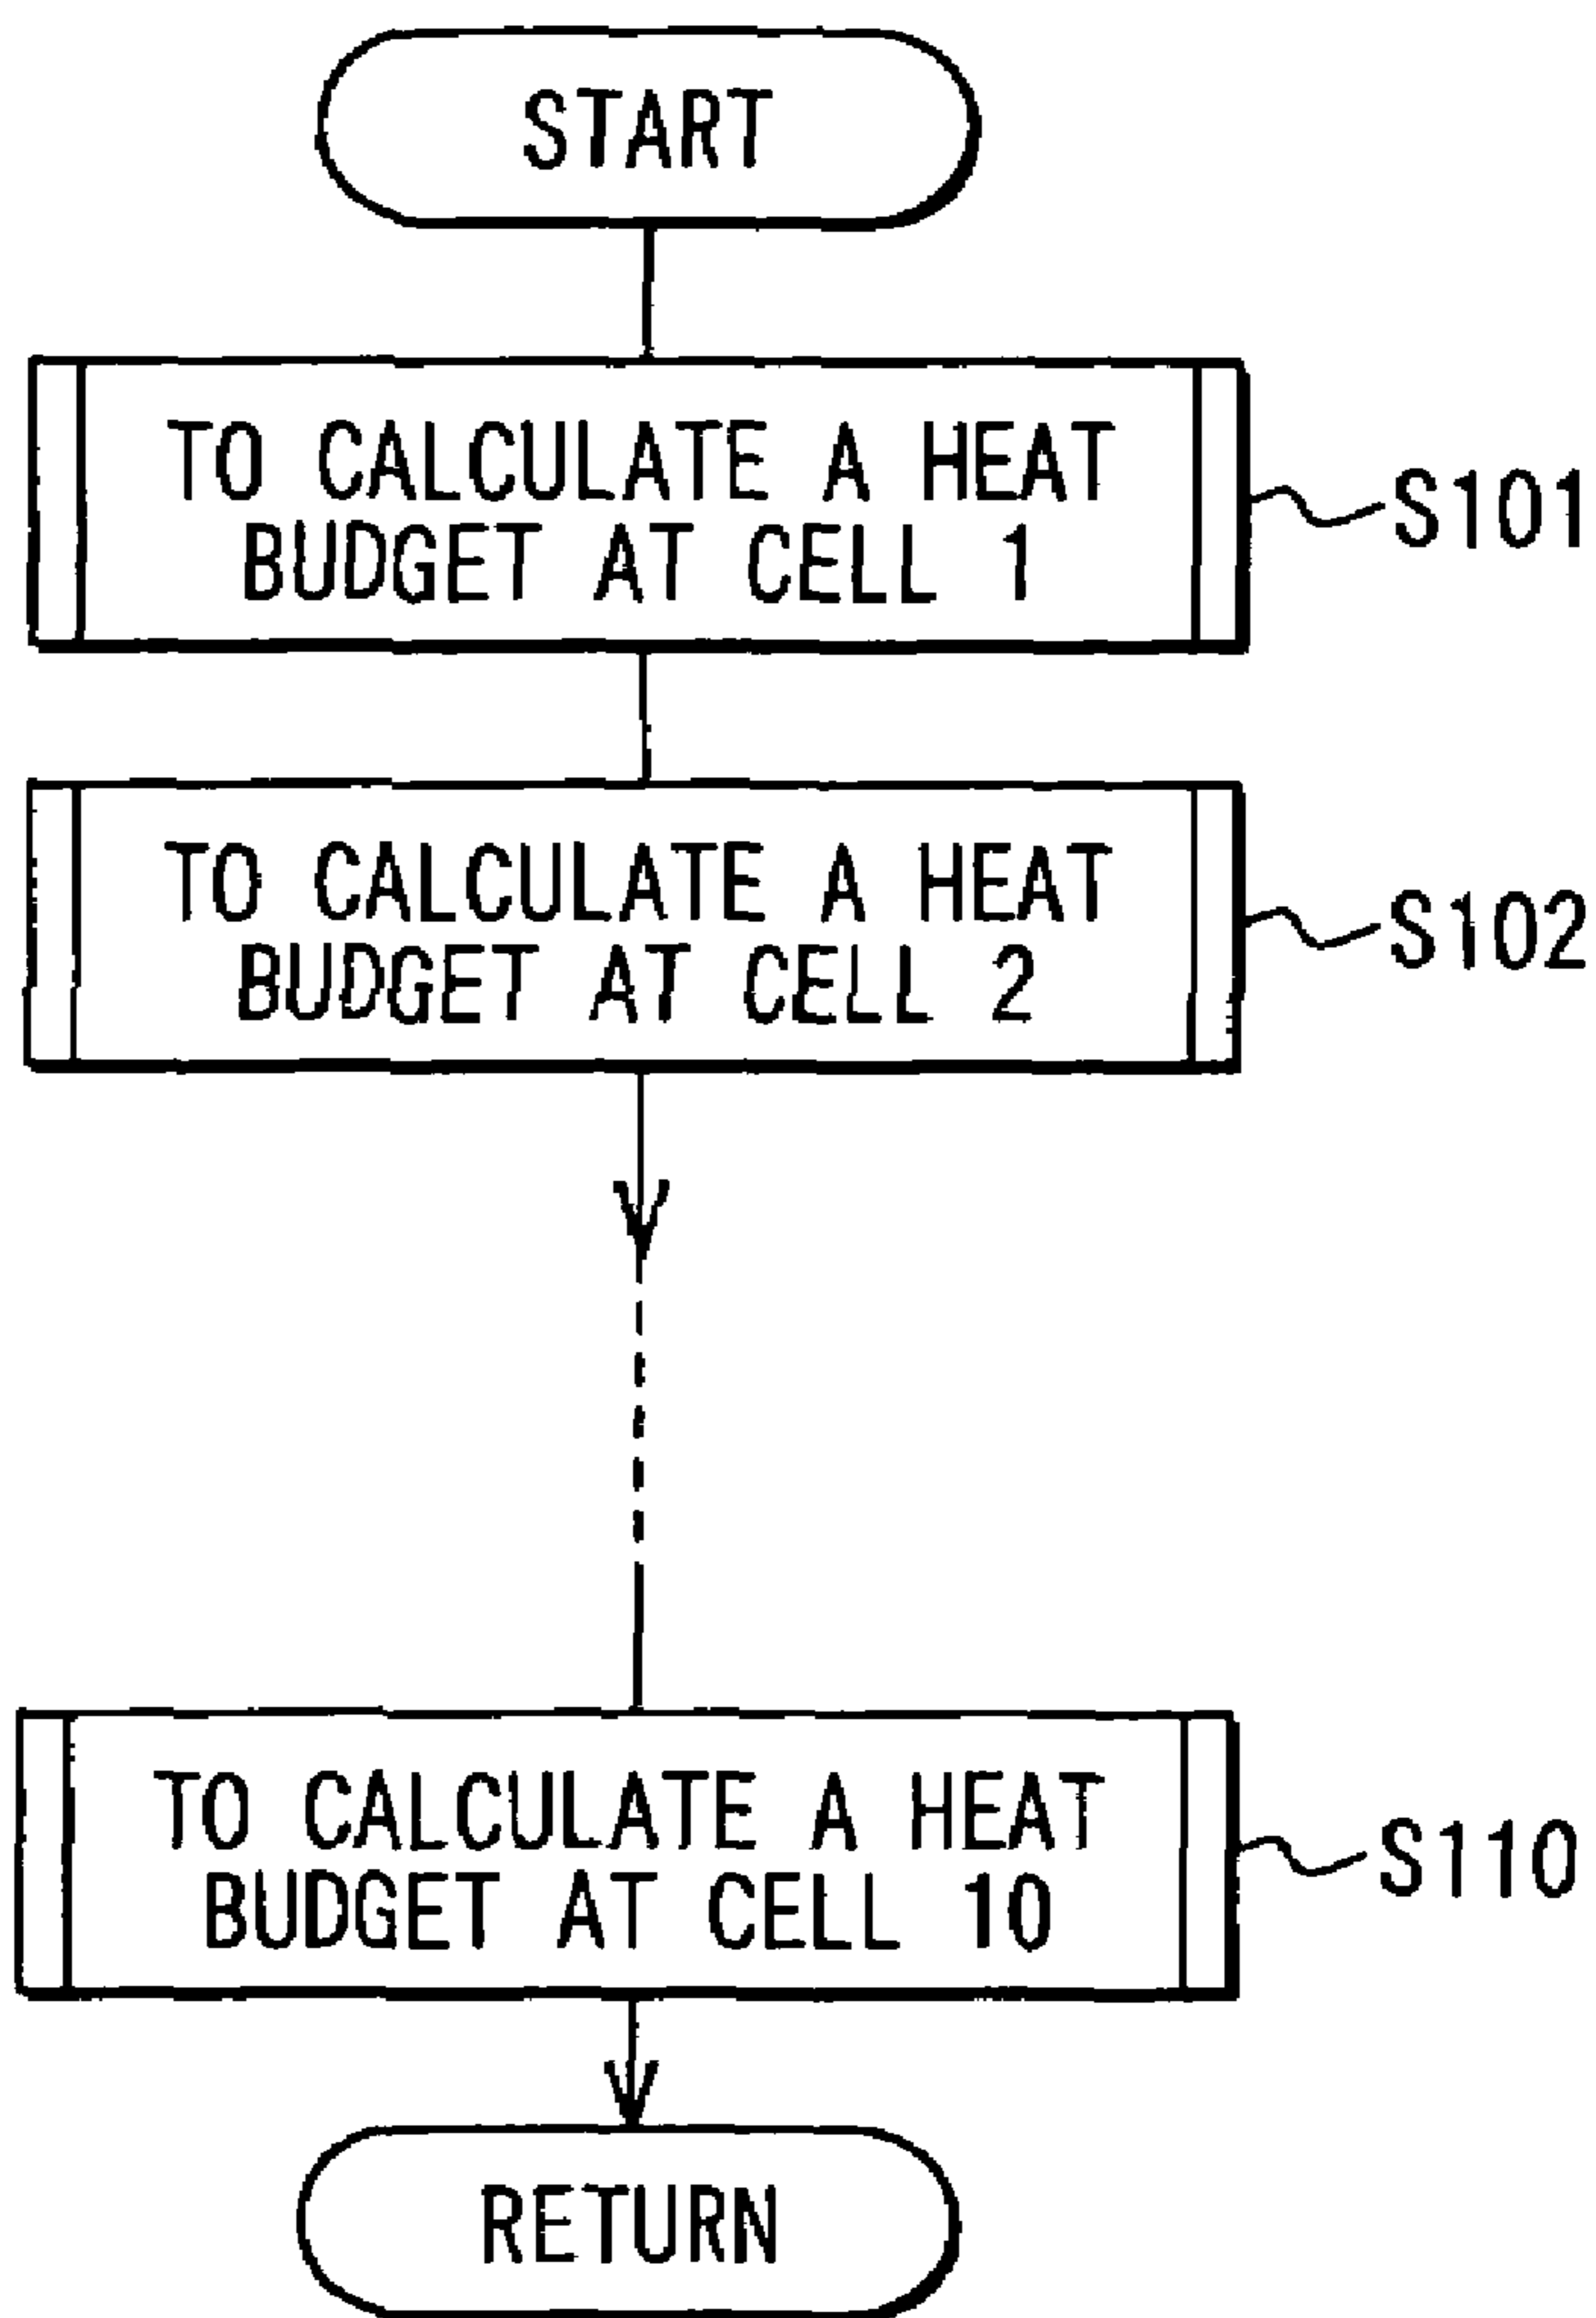 START
TO CALCULATE A HEAT
BUDGET AT CELL 1
S101
TO CALCULATE A HEAT
BUDGET AT CELL 2
S102
TO CALCULATE A HEAT
BUDGET AT CELL 10
S110
RETURN